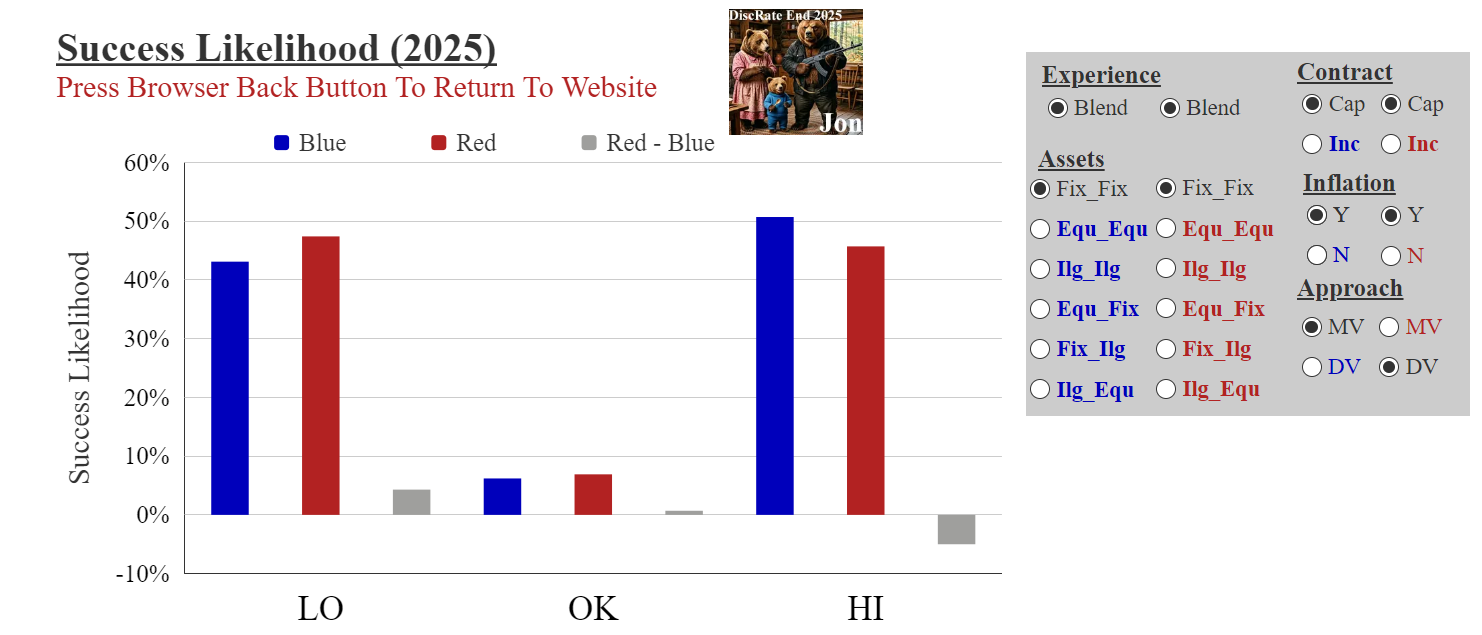 DiscRate End 2025
Jon
Success Likelihood (2025)
Press Browser Back Button To Return To Website
Blue Red Red - Blue
60%
50%
40%
30%
20%
10%
0%
-10%
Success Likelihood
LO OK HI
Experience
Blend Blend
Assets
Fix_Fix Fix_Fix
Equ_Equ Equ_Equ
Ilg_Ilg Ilg_Ilg
Equ_Fix Equ_Fix
Fix_Ilg Fix_Ilg
Ilg_Equ Ilg_Equ
Contract
Cap Cap
Inc Inc
Inflation
Y Y
N N
Approach
MV MV
DV DV